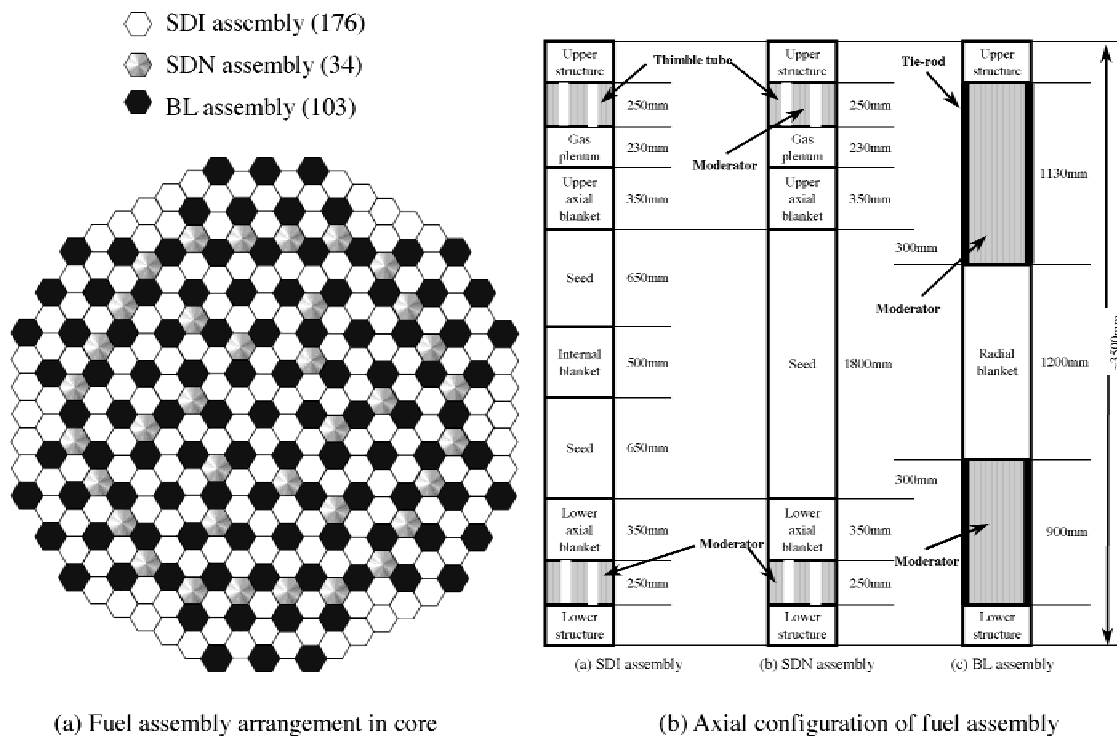 SDI assembly (176)
SDN assembly (34)
BL assembly (103)
(a) Fuel assembly arrangement in core
Upper
structure
Thimble tube
250mm
Gas
plenum
230mm
Moderator
Upper
axial
blanket
350mm
Seed
650mm
Internal
blanket
500mm
Seed
650mm
Lower
axial
blanket
350mm
Moderator
250mm
Lower
structure
(a) SDI assembly
Upper
structure
250mm
Gas
plenum
230mm
Upper
axial
blanket
350mm
Seed
1800mm
Lower
axial
blanket
350mm
250mm
Lower
structure
(b) SDN assembly
Tie-rod
Upper
structure
1130mm
300mm
Moderator
Radial
blanket
1200mm
300mm
Moderator
900mm
Lower
structure
(c) BL assembly
~3500mm
(b) Axial configuration of fuel assembly